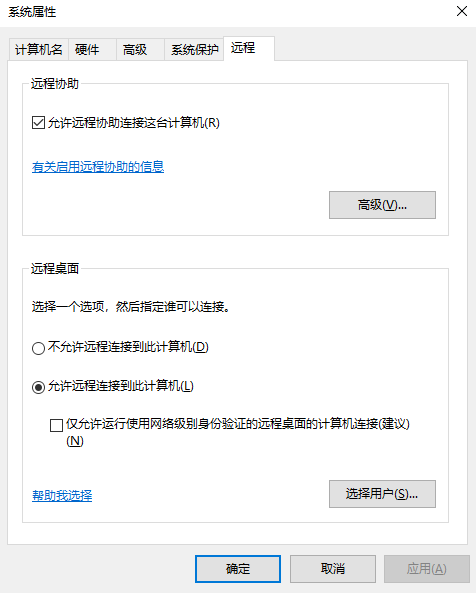 系统属性
计算机名 硬件 高级 系统保护 远程
远程协助
允许远程协助连接这台计算机(R)
有关启用远程协助的信息
高级(V)...
远程桌面
选择一个选项，然后指定谁可以连接。
不允许远程连接到此计算机(D)
允许远程连接到此计算机(L)
仅允许运行使用网络级别身份验证的远程桌面的计算机连接(建议)
(N)
帮助我选择
选择用户(S)...
确定 取消 应用(A)